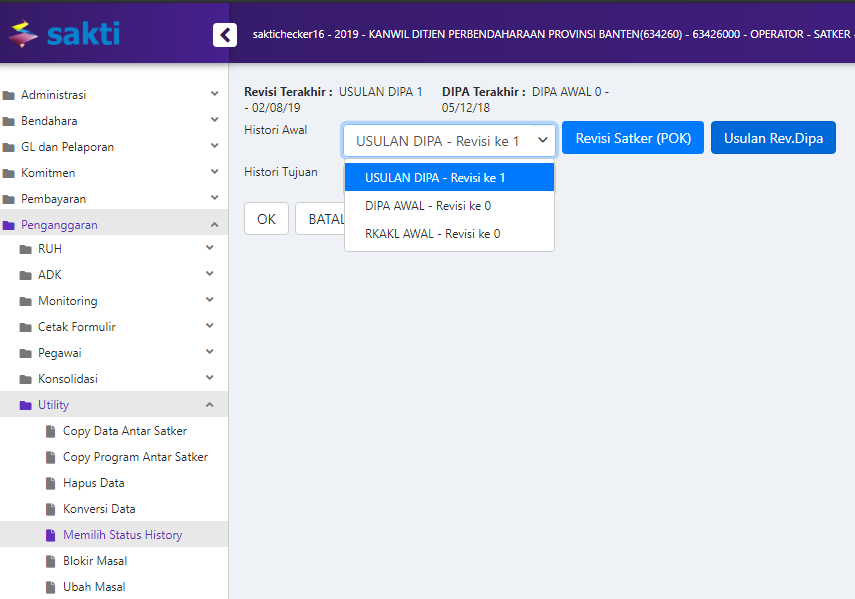 sakti
saktichecker16 - 2019 - KANWIL DITJEN PERBENDAHARAAN PROVINSI BANTEN(634260) - 63426000 - OPERATOR - SATKER -
Administrasi
Bendahara
GL dan Pelaporan
Komitmen
Pembayaran
Penganggaran
RUH
ADK
Monitoring
Cetak Formulir
Pegawai
Konsolidasi
Utility
Copy Data Antar Satker
Copy Program Antar Satker
Hapus Data
Konversi Data
Memilih Status History
Blokir Masal
Ubah Masal
Revisi Terakhir : USULAN DIPA 1
- 02/08/19
DIPA Terakhir : DIPA AWAL 0 -
05/12/18
Histori Awal
USULAN DIPA - Revisi ke 1
Revisi Satker (POK)
Usulan Rev.Dipa
Histori Tujuan
USULAN DIPA - Revisi ke 1
DIPA AWAL - Revisi ke 0
RKAKL AWAL - Revisi ke 0
OK
BATAL